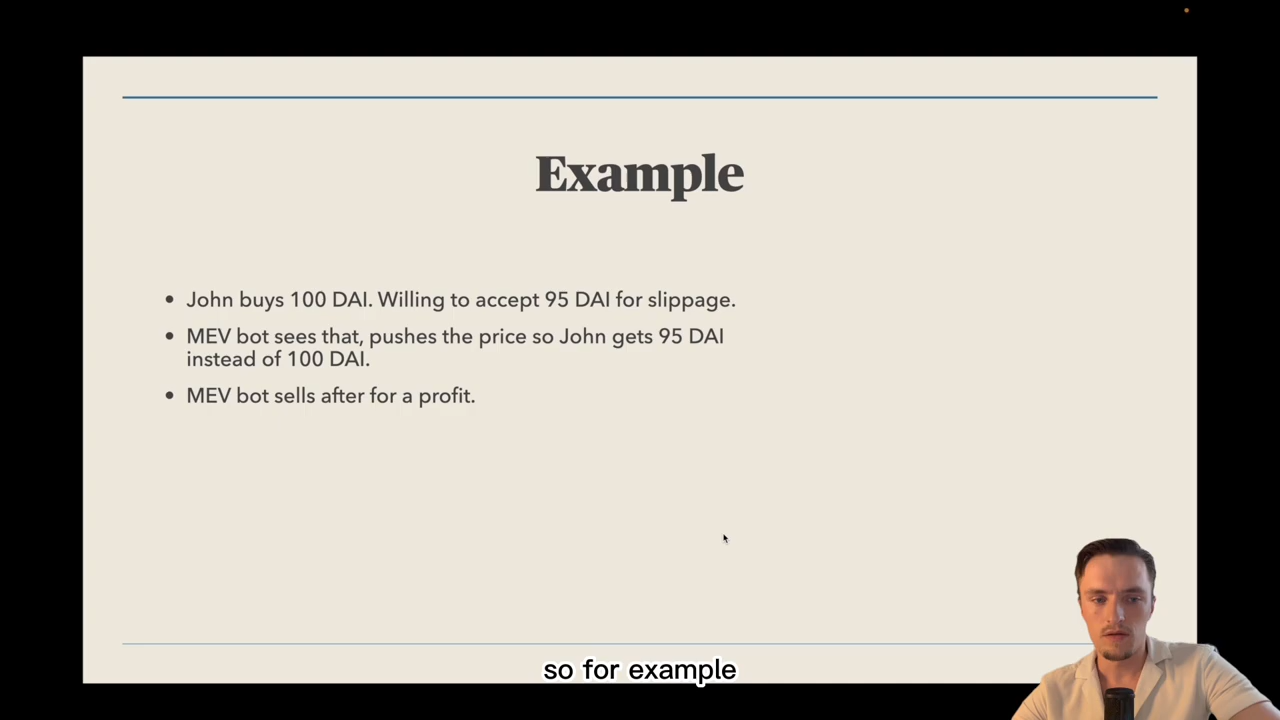 Example
• John buys 100 DAI. Willing to accept 95 DAI for slippage.
• MEV bot sees that, pushes the price so John gets 95 DAI
instead of 100 DAI.
• MEV bot sells after for a profit.
so for example